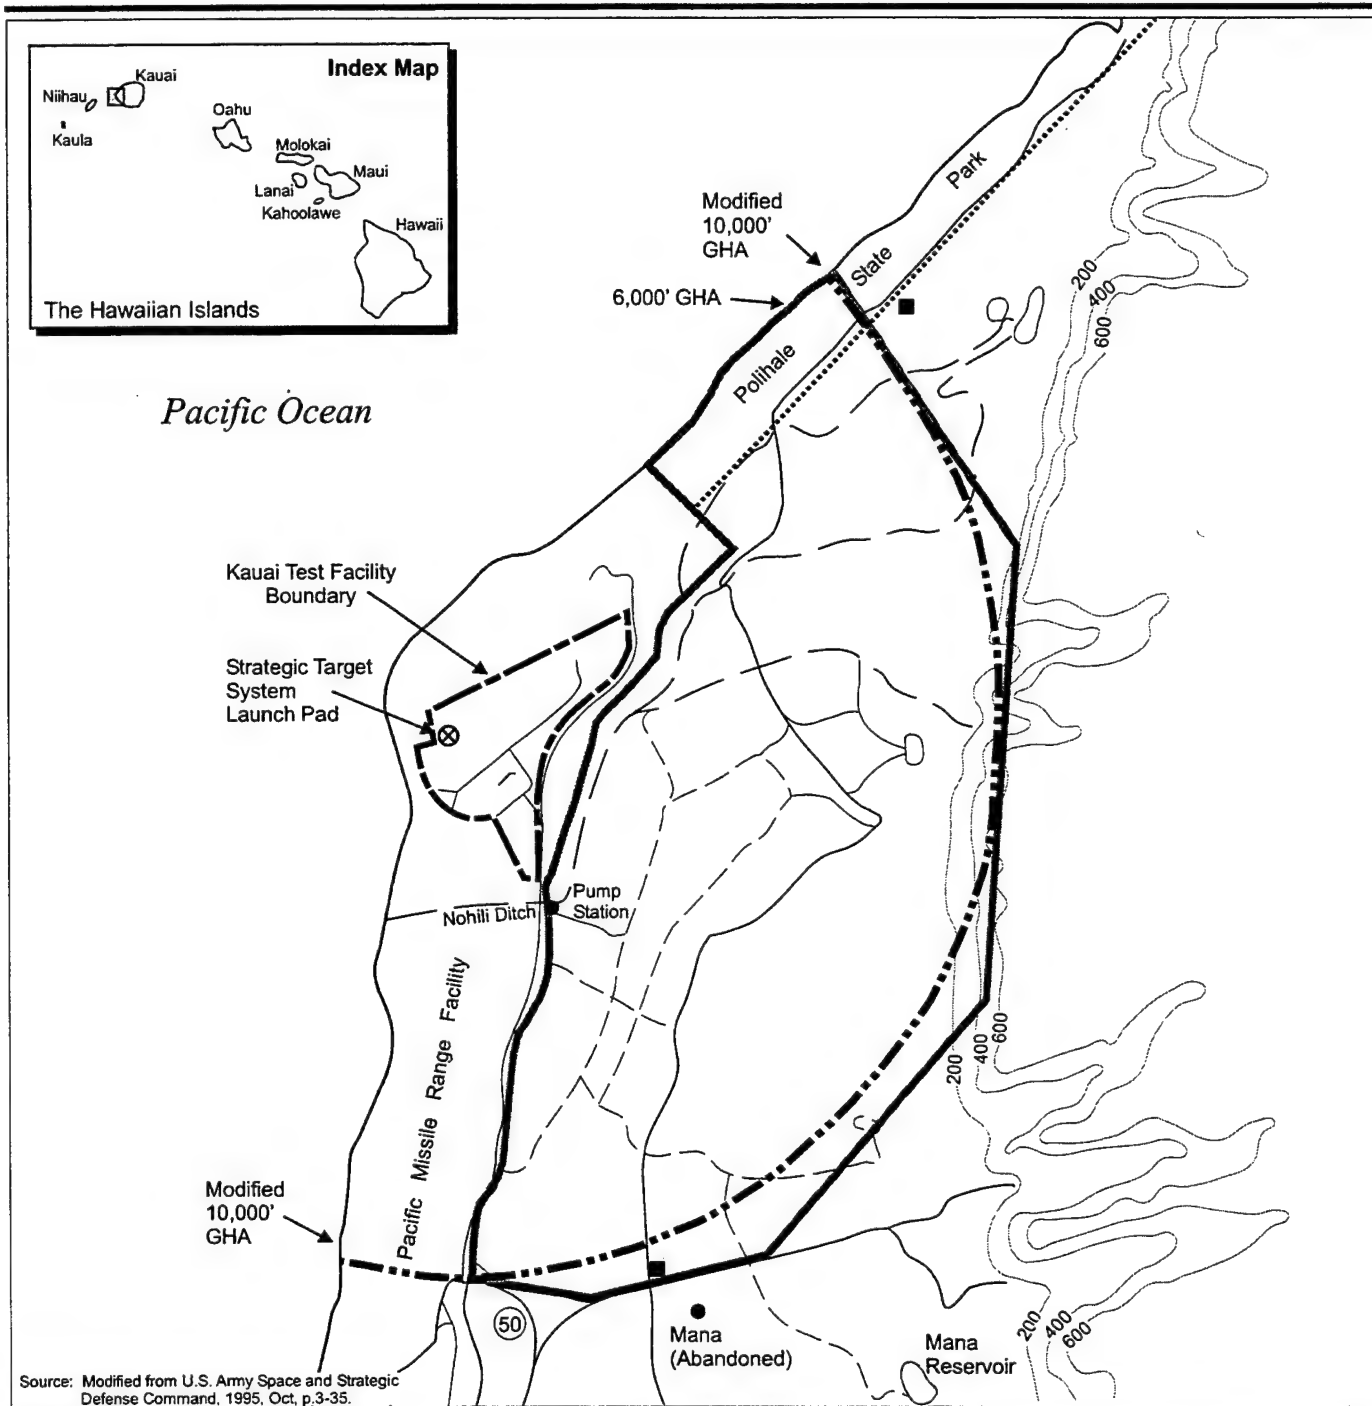 Index Map
Kauai
Niihau
Kaula
Oahu
Molokai
Maui
Lanai
Kahoolawe
Hawaii
The Hawaiian Islands
Pacific Ocean
Modified
10,000'
GHA
6,000' GHA
Polihale
State
Park
200
400
600
Kauai Test Facility
Boundary
Strategic Target
System
Launch Pad
Nohili Ditch
Pump
Station
Pacific Missile Range Facility
200
400
600
Modified
10,000'
GHA
50
Mana
(Abandoned)
Mana
Reservoir
200
400
600
Source: Modified from U.S. Army Space and Strategic
Defense Command, 1995, Oct, p.3-35.